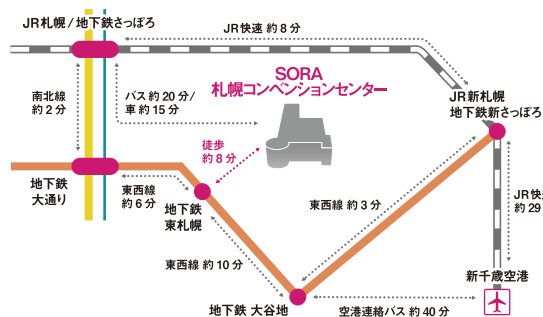 JR札幌/地下鉄さっぽろ
JR快速 約8分
SORA
札幌コンベンションセンター
南北線
約2分
バス 約20分/
車 約15分
JR新札幌
地下鉄新さっぽろ
徒歩
約8分
地下鉄
大通り
東西線
約6分
地下鉄
東札幌
東西線 約3分
JR快
約29
東西線 約10分
新千歳空港
地下鉄 大谷地
空港連絡バス 約40分